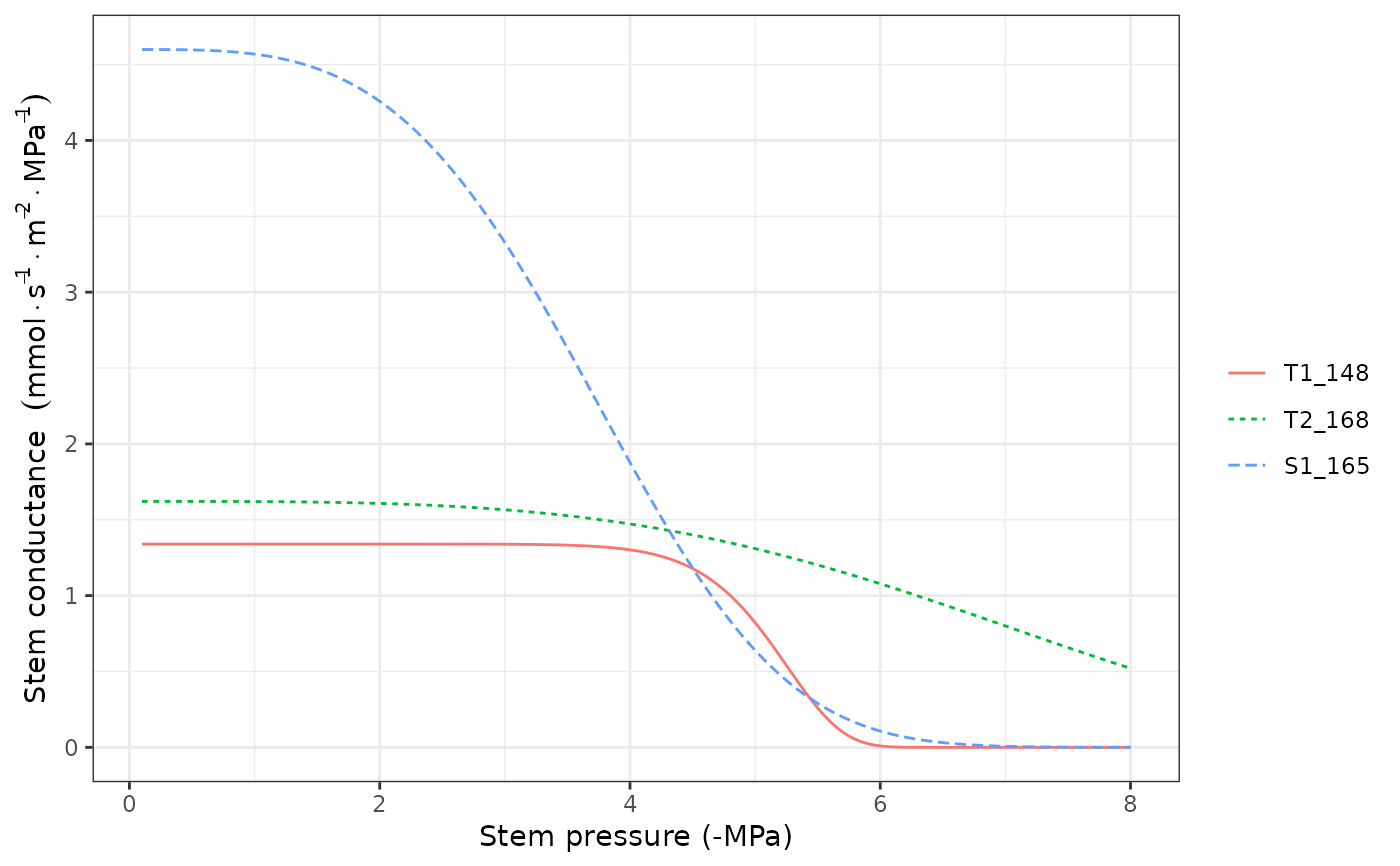 Stem conductance (mmol·s⁻¹·m⁻²·MPa⁻¹)
4
3
2
1
0
0 2 4 6 8
Stem pressure (-MPa)
T1_148
T2_168
S1_165